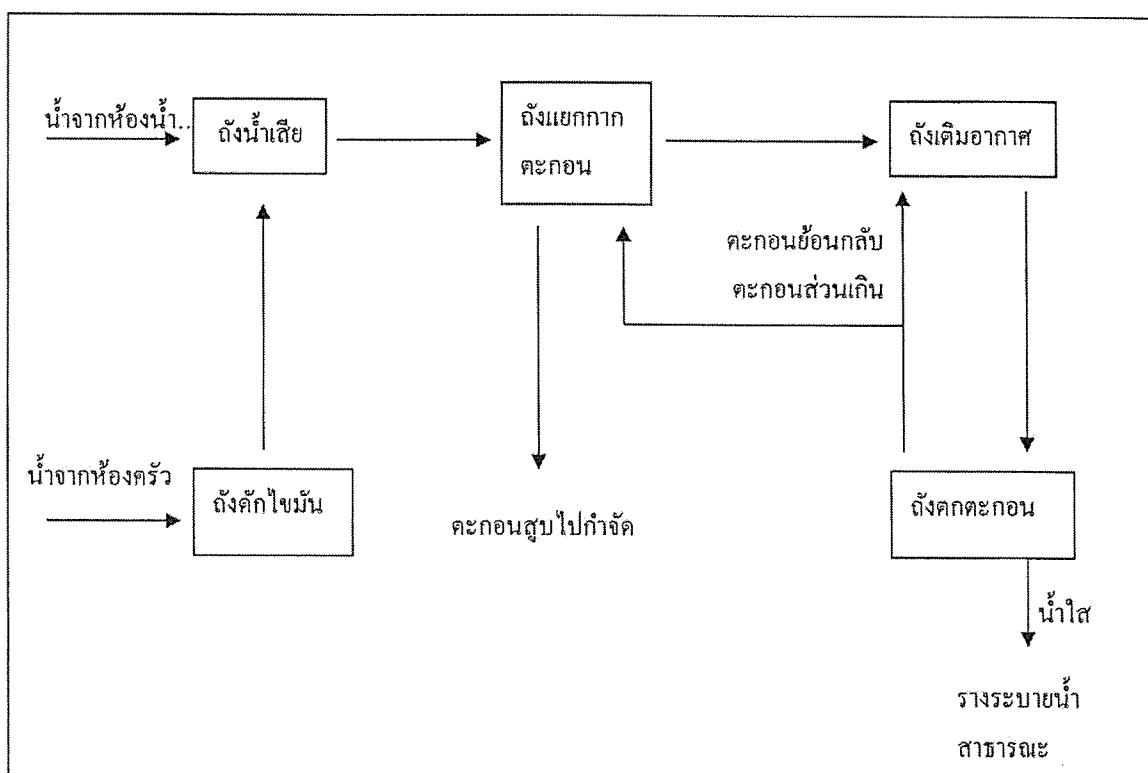 น้ำจากห้องน้ำ..
ถังน้ำเสีย
ถังแยกกาก
ตะกอน
ถังเติมอากาศ
ตะกอนย้อนกลับ
ตะกอนส่วนเกิน
น้ำจากห้องครัว
ถังดักไขมัน
ตะกอนสูบไปกำจัด
ถังตกตะกอน
น้ำใส
รางระบายน้ำ
สาธารณะ